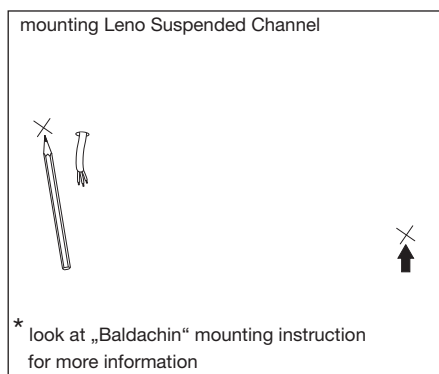 mounting Leno Suspended Channel
* look at „Baldachin“ mounting instruction
for more information